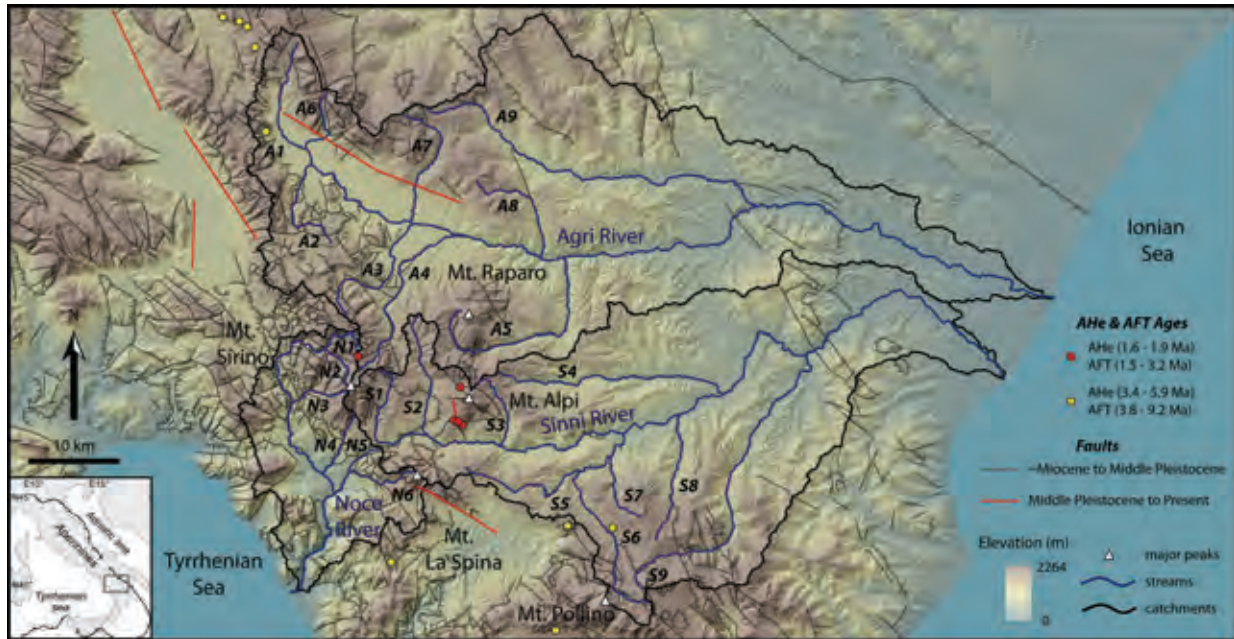 A6
A9
A7
A1
A8
Agri River
A2
Ionian
Sea
A3
A4
Mt. Raparo
N
Mt.
Sirino
A5
AHe & AFT Ages
AHe (1.6 - 1.9 Ma)
AFT (1.5 - 3.2 Ma)
AHe (3.4 - 5.9 Ma)
AFT (3.8 - 9.2 Ma)
N1
N2
N3
S1
S2
S4
Mt. Alpi
S3
Sinni River
10 km
N4
N5
Faults
Miocene to Middle Pleistocene
Middle Pleistocene to Present
N6
S5
S7
S8
S6
Noce
River
Mt.
La Spina
S9
Mt. Pollino
Tyrrhenian
Sea
Elevation (m)
2264
0
major peaks
streams
catchments
Adriatic Sea
Apennines
Tyrrhenian
Sea